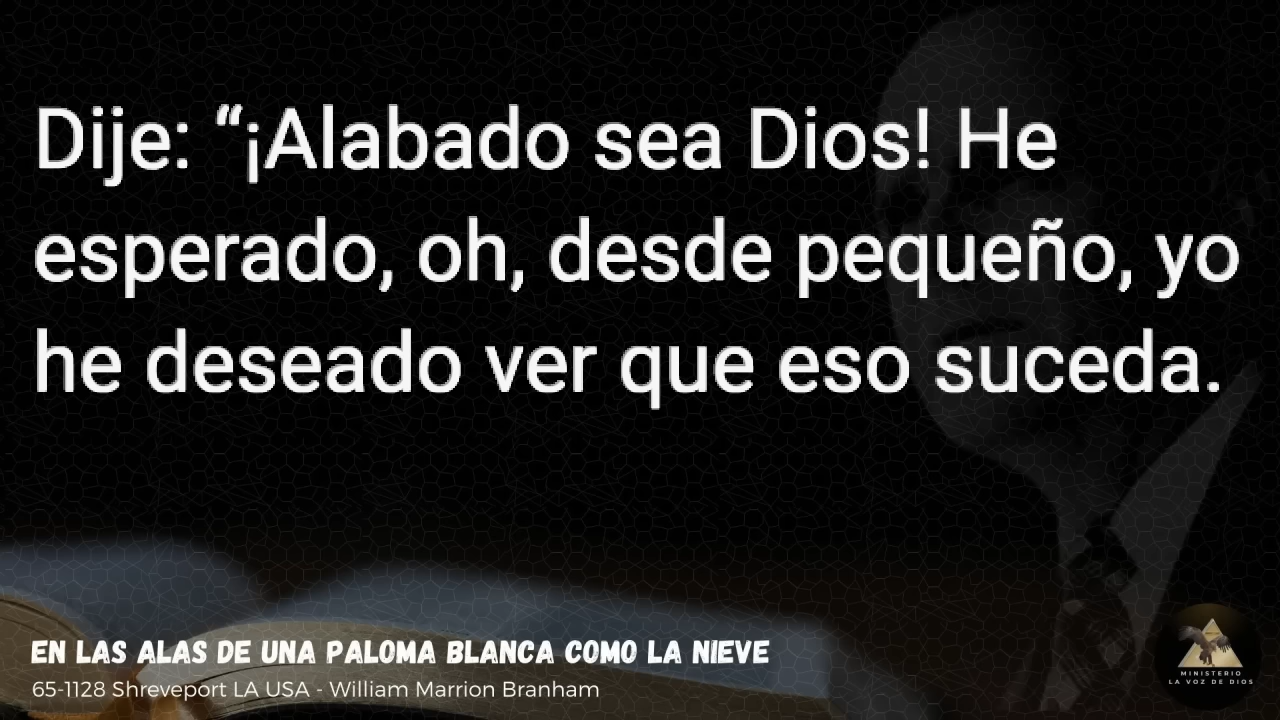 Dije: “¡Alabado sea Dios! He
esperado, oh, desde pequeño, yo
he deseado ver que eso suceda.
EN LAS ALAS DE UNA PALOMA BLANCA COMO LA NIEVE
65-1128 Shreveport LA USA - William Marrion Branham
MINISTERIO
LA VOZ DE DIOS